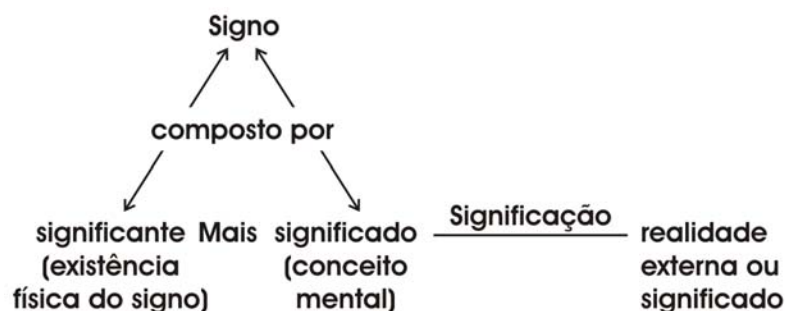 Signo
composto por
significante Mais significado Significação realidade
(existência (conceito externa ou
física do signo) mental) significado